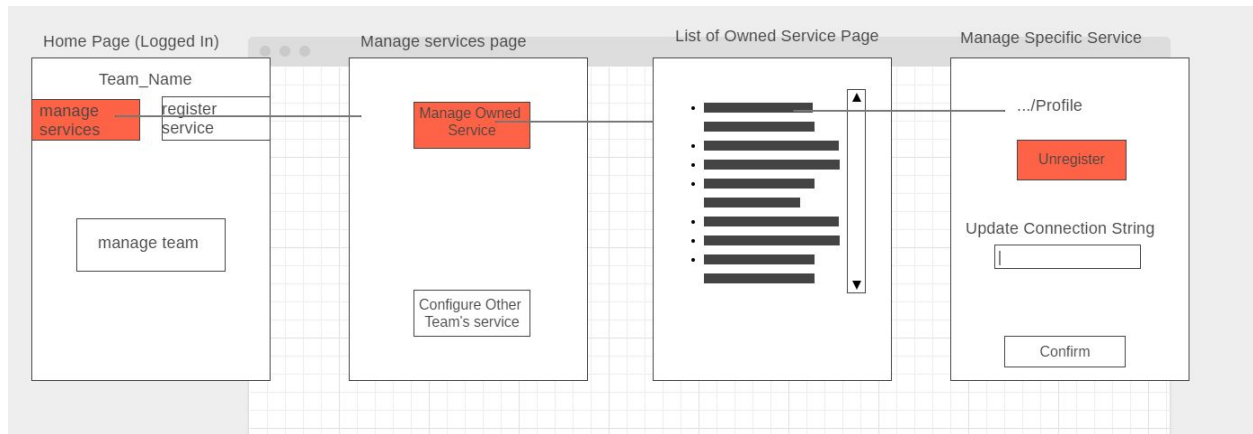 Home Page (Logged In)
Team_Name
manage
services
register
service
manage team
Manage services page
Manage Owned
Service
Configure Other
Team's service
List of Owned Service Page
Manage Specific Service
.../Profile
Unregister
Update Connection String
Confirm